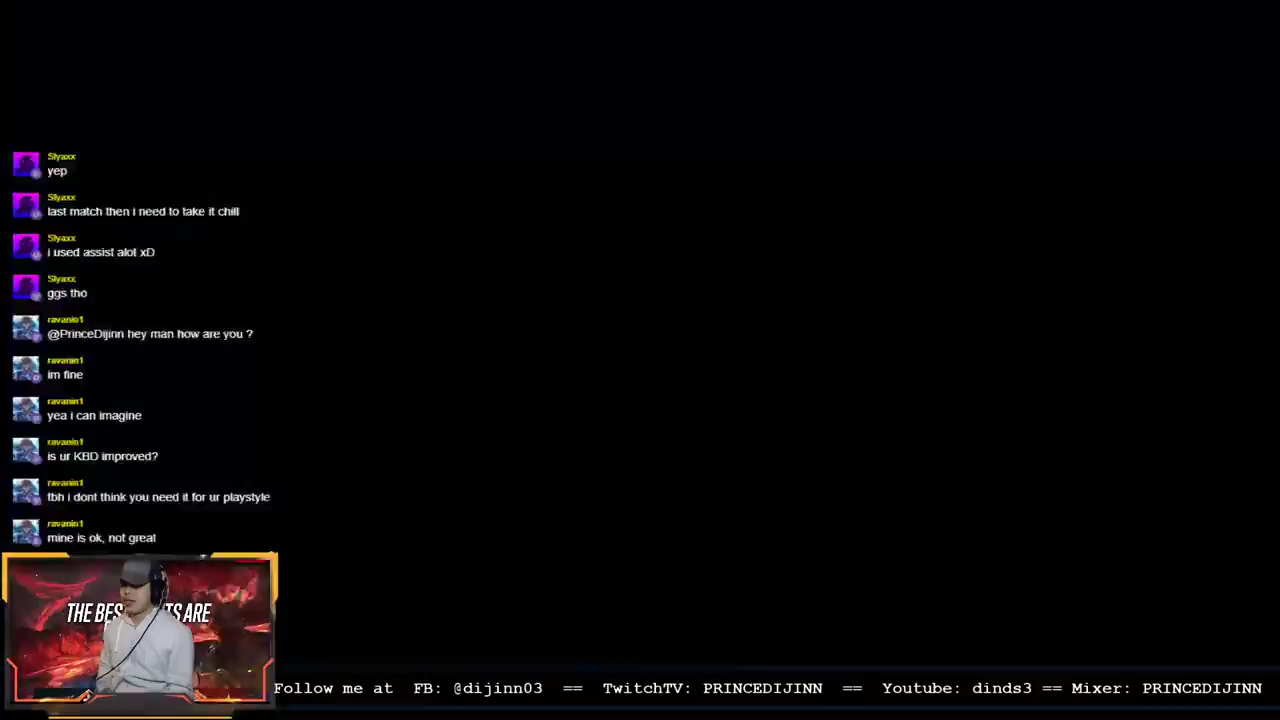 Slyaxx
yep
Slyaxx
last match then i need to take it chill
Slyaxx
i used assist alot xD
Slyaxx
ggs tho
ravanin1
@PrinceDijinn hey man how are you ?
ravanin1
im fine
ravanin1
yea i can imagine
ravanin1
is ur KBD improved?
ravanin1
tbh i dont think you need it for ur playstyle
ravanin1
mine is ok, not great
THE BES TS ARE
Follow me at FB: @dijinn03 == TwitchTV: PRINCEDIJINN == Youtube: dinds3 == Mixer: PRINCEDIJINN